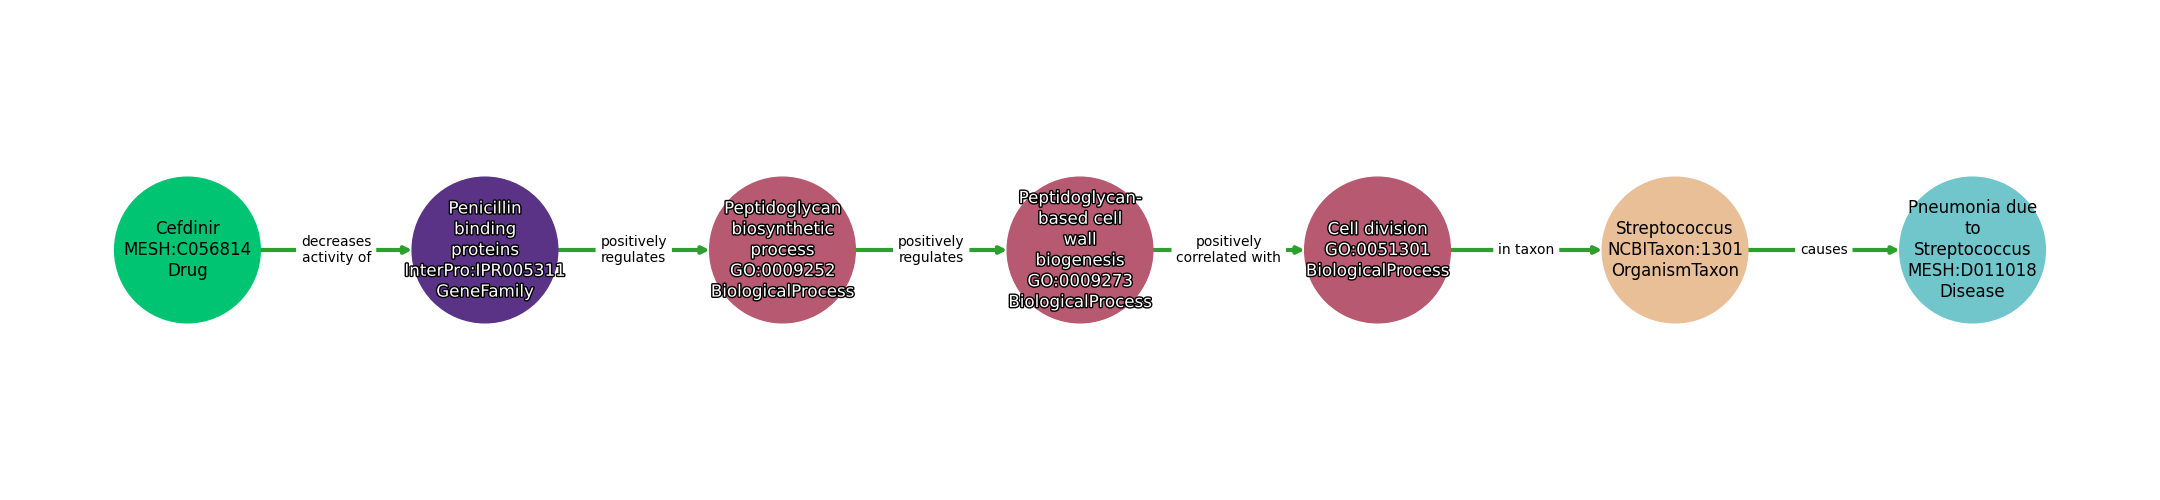 Cefdinir
MESH:C056814
Drug
decreases
activity of
Penicillin
binding
proteins
InterPro:IPR005311
GeneFamily
positively
regulates
Peptidoglycan
biosynthetic
process
GO:0009252
BiologicalProcess
positively
regulates
Peptidoglycan-
based cell
wall
biogenesis
GO:0009273
BiologicalProcess
positively
correlated with
Cell division
GO:0051301
BiologicalProcess
in taxon
Streptococcus
NCBITaxon:1301
OrganismTaxon
causes
Pneumonia due
to
Streptococcus
MESH:D011018
Disease